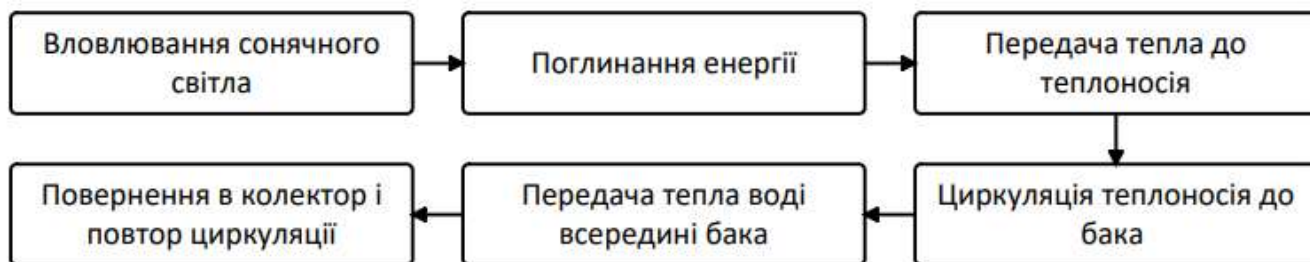 Вловлювання сонячного
світла
Поглинання енергії
Передача тепла до
теплоносія
Циркуляція теплоносія до
бака
Передача тепла воді
всередині бака
Повернення в колектор і
повтор циркуляції